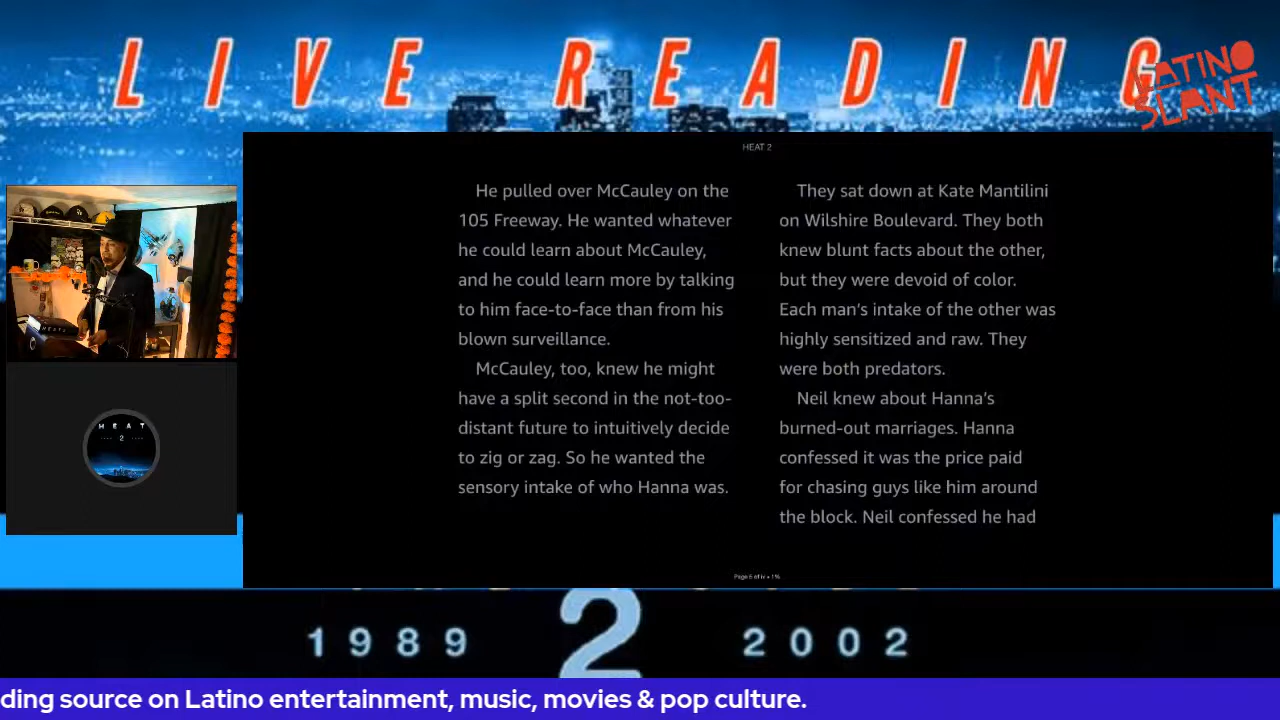 LIVE READING
LATINO
SLANT
HEAT 2
He pulled over McCauley on the
105 Freeway. He wanted whatever
he could learn about McCauley,
and he could learn more by talking
to him face-to-face than from his
blown surveillance.
McCauley, too, knew he might
have a split second in the not-too-
distant future to intuitively decide
to zig or zag. So he wanted the
sensory intake of who Hanna was.
They sat down at Kate Mantilini
on Wilshire Boulevard. They both
knew blunt facts about the other,
but they were devoid of color.
Each man’s intake of the other was
highly sensitized and raw. They
were both predators.
Neil knew about Hanna’s
burned-out marriages. Hanna
confessed it was the price paid
for chasing guys like him around
the block. Neil confessed he had
HEAT
2
1989 2 2002
ding source on Latino entertainment, music, movies & pop culture.